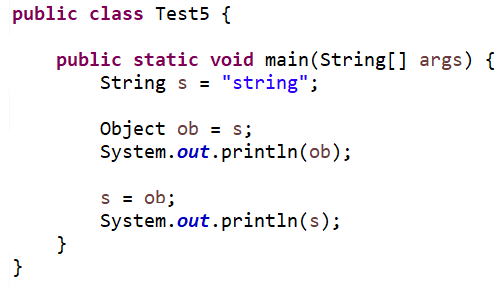 public class Test5 {
public static void main(String[] args) {
String s = "string";
Object ob = s;
System.out.println(ob);
s = ob;
System.out.println(s);
}
}